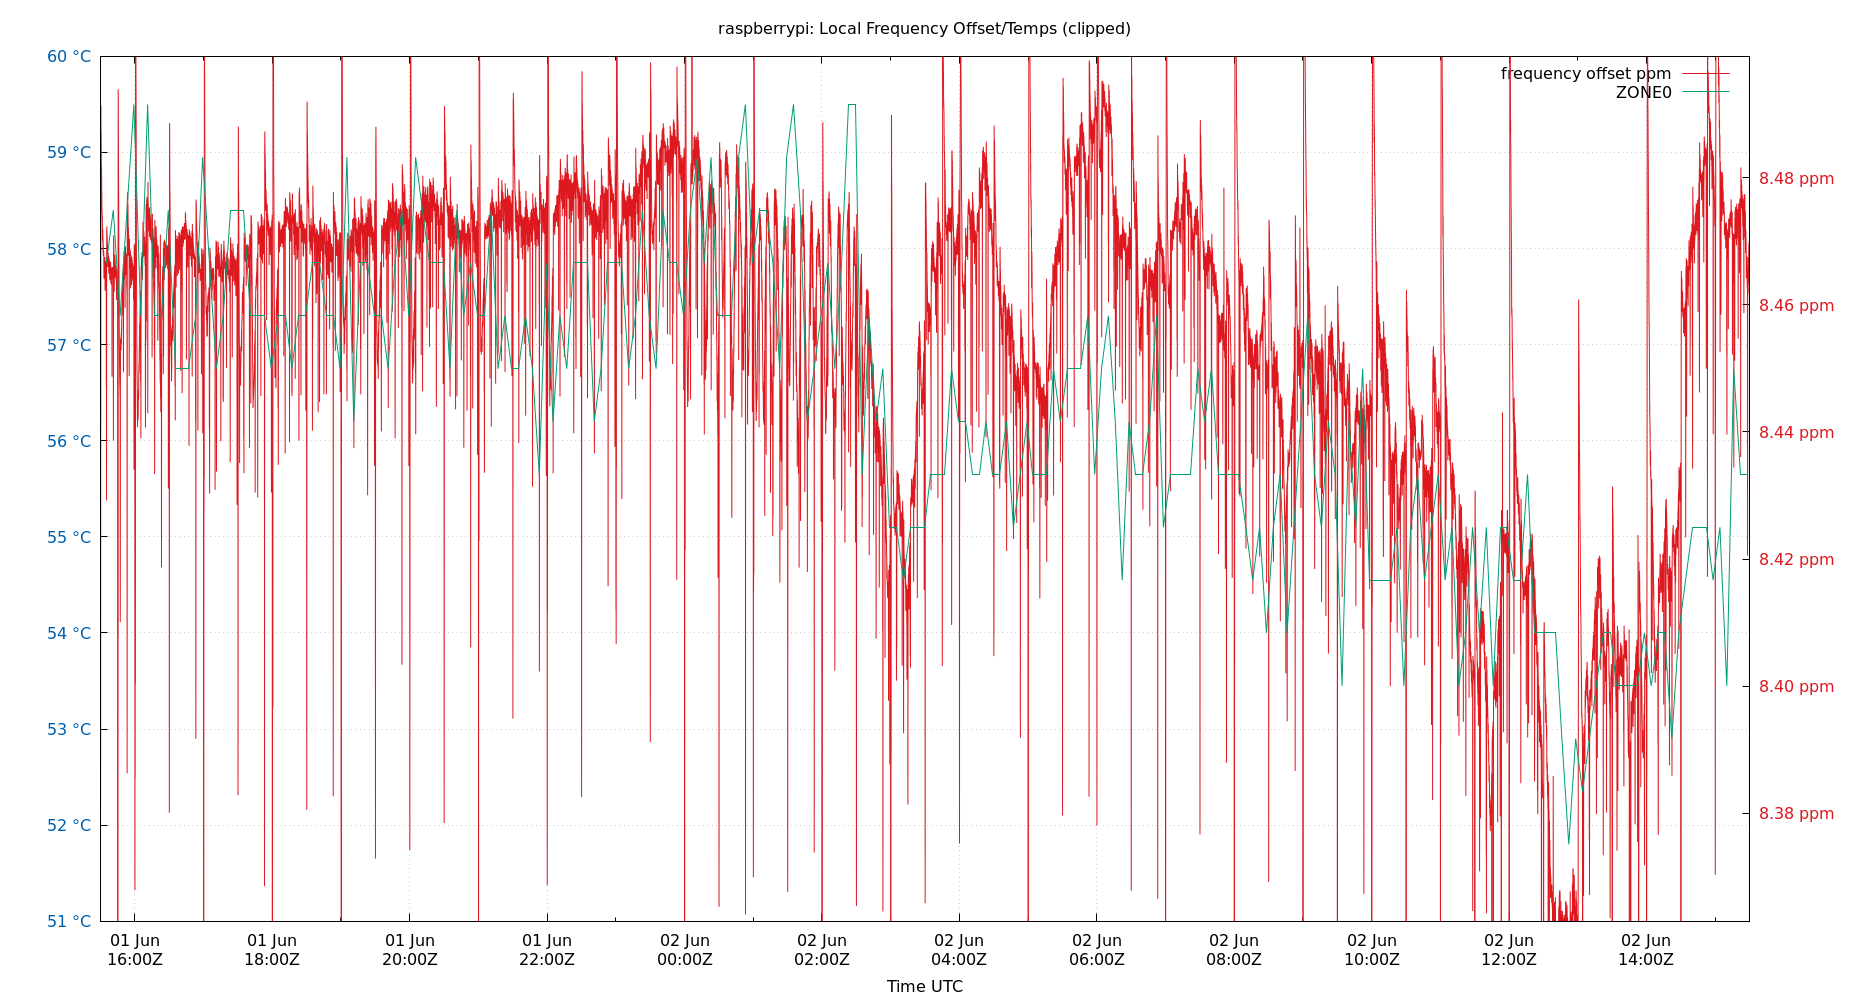 raspberrypi: Local Frequency Offset/Temps (clipped)
frequency offset ppm
ZONE0
60 °C
59 °C
58 °C
57 °C
56 °C
55 °C
54 °C
53 °C
52 °C
51 °C
8.48 ppm
8.46 ppm
8.44 ppm
8.42 ppm
8.40 ppm
8.38 ppm
01 Jun 01 Jun 01 Jun 01 Jun 02 Jun 02 Jun 02 Jun 02 Jun 02 Jun 02 Jun 02 Jun 02 Jun
16:00Z 18:00Z 20:00Z 22:00Z 00:00Z 02:00Z 04:00Z 06:00Z 08:00Z 10:00Z 12:00Z 14:00Z
Time UTC